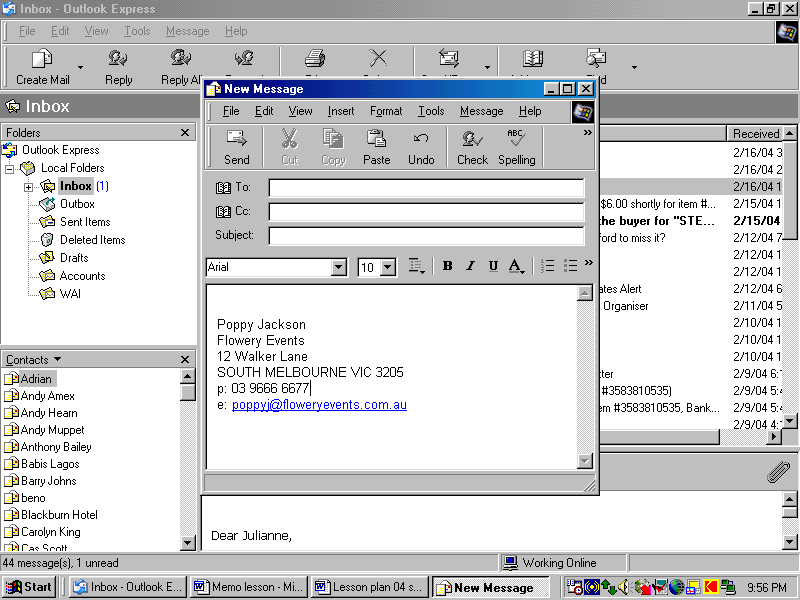 Inbox - Outlook Express
File Edit View Tools Message Help
Create Mail Reply Reply All
Inbox
Folders
Outlook Express
Local Folders
Inbox (1)
Outbox
Sent Items
Deleted Items
Drafts
Accounts
WAI
Contacts
Adrian
Andy Amex
Andy Hearn
Andy Muppet
Anthony Bailey
Babis Lagos
Barry Johns
beno
Blackburn Hotel
Carolyn King
Cas Scott
New Message
File Edit View Insert Format Tools Message Help
Send Cut Copy Paste Undo Check Spelling
To:
Cc:
Subject:
Arial 10 B I U A
Poppy Jackson
Flowery Events
12 Walker Lane
SOUTH MELBOURNE VIC 3205
p: 03 9666 6677
e: poppyj@floweryevents.com.au
Received
2/16/04 3
2/16/04 2
2/16/04 1
$6.00 shortly for item #... 2/15/04 1
the buyer for "STE... 2/15/04
ford to miss it? 2/12/04 7
2/12/04 1
2/12/04 1
ates Alert 2/12/04 6
Organiser 2/11/04 5
2/10/04 1
2/10/04 1
2/10/04 1
ter 2/9/04 6:
#3583810535) 2/9/04 5:
em #3583810535, Bank... 2/9/04 5:
2/9/04 4:
Dear Julianne,
44 message(s), 1 unread Working Online
Start Inbox - Outlook E... Memo lesson - Mi... Lesson plan 04 s... New Message 9:56 PM